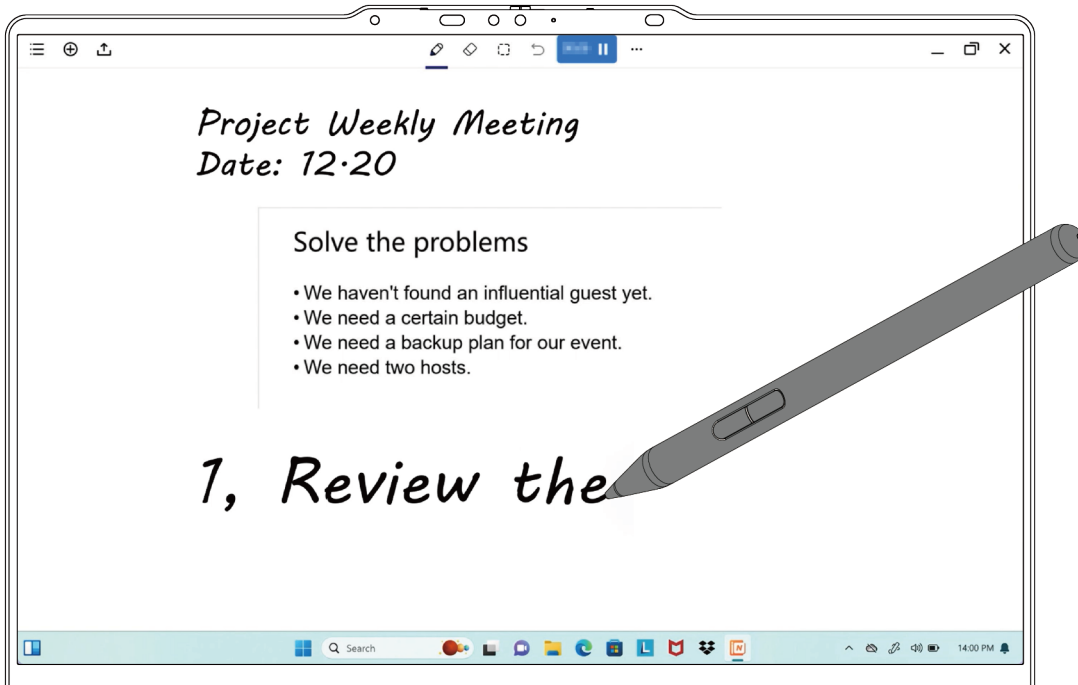 Project Weekly Meeting
Date: 12·20
Solve the problems
• We haven't found an influential guest yet.
• We need a certain budget.
• We need a backup plan for our event.
• We need two hosts.
1, Review the
Search
L
N
14:00 PM